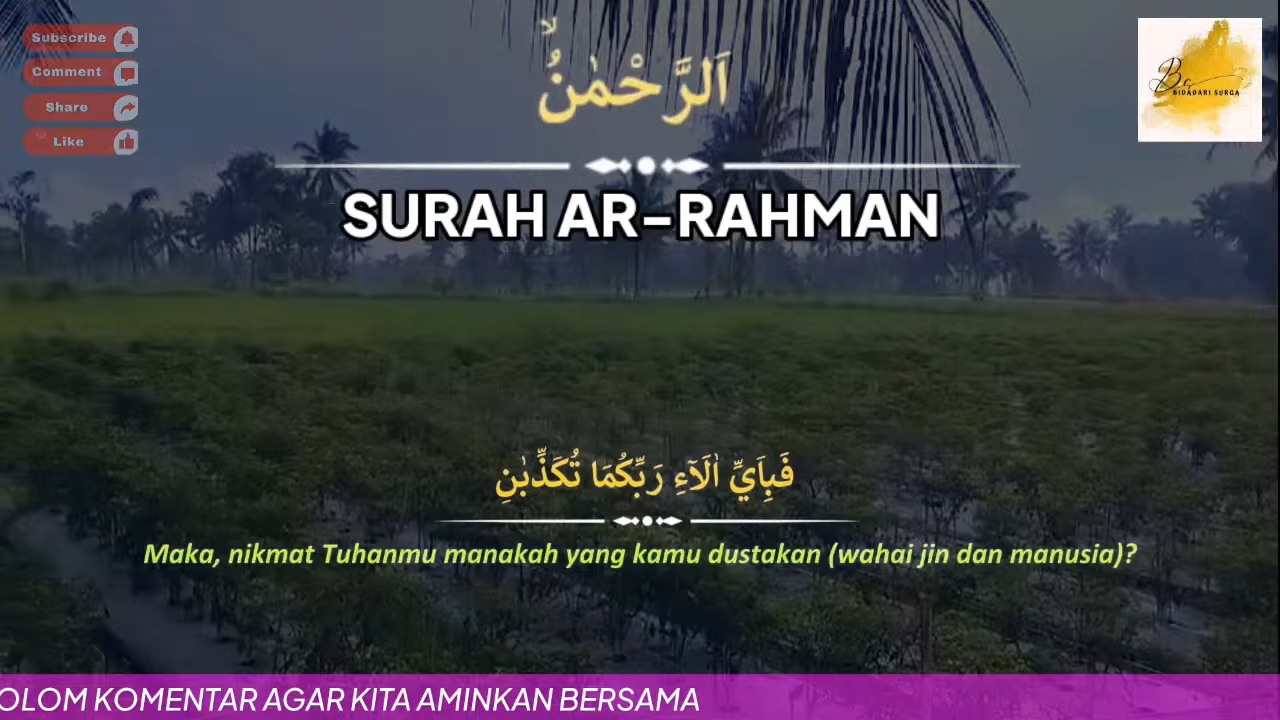 Subscribe
Comment
Share
Like
اَلرَّحْمٰنُۙ
SURAH AR-RAHMAN
BIDADARI SURGA
فَبِاَيِّ اٰلَاۤءِ رَبِّكُمَا تُكَذِّبٰنِ
Maka, nikmat Tuhanmu manakah yang kamu dustakan (wahai jin dan manusia)?
OLOM KOMENTAR AGAR KITA AMINKAN BERSAMA